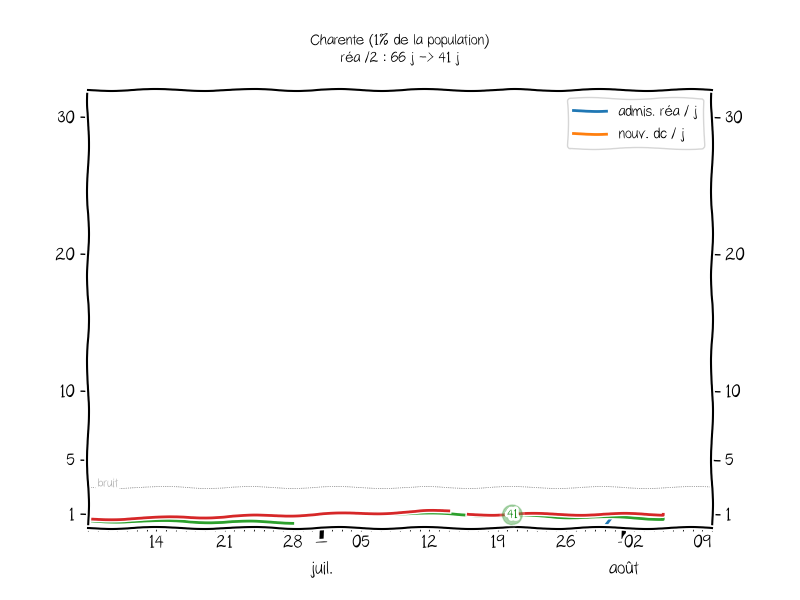 Charente (1% de la population)
réa /2 : 66 j -> 41 j
admis. réa / j
nouv. dc / j
30
30
20
20
10
10
5
5
bruit
1
1
41
14
21
28
05
12
19
26
02
09
juil.
août